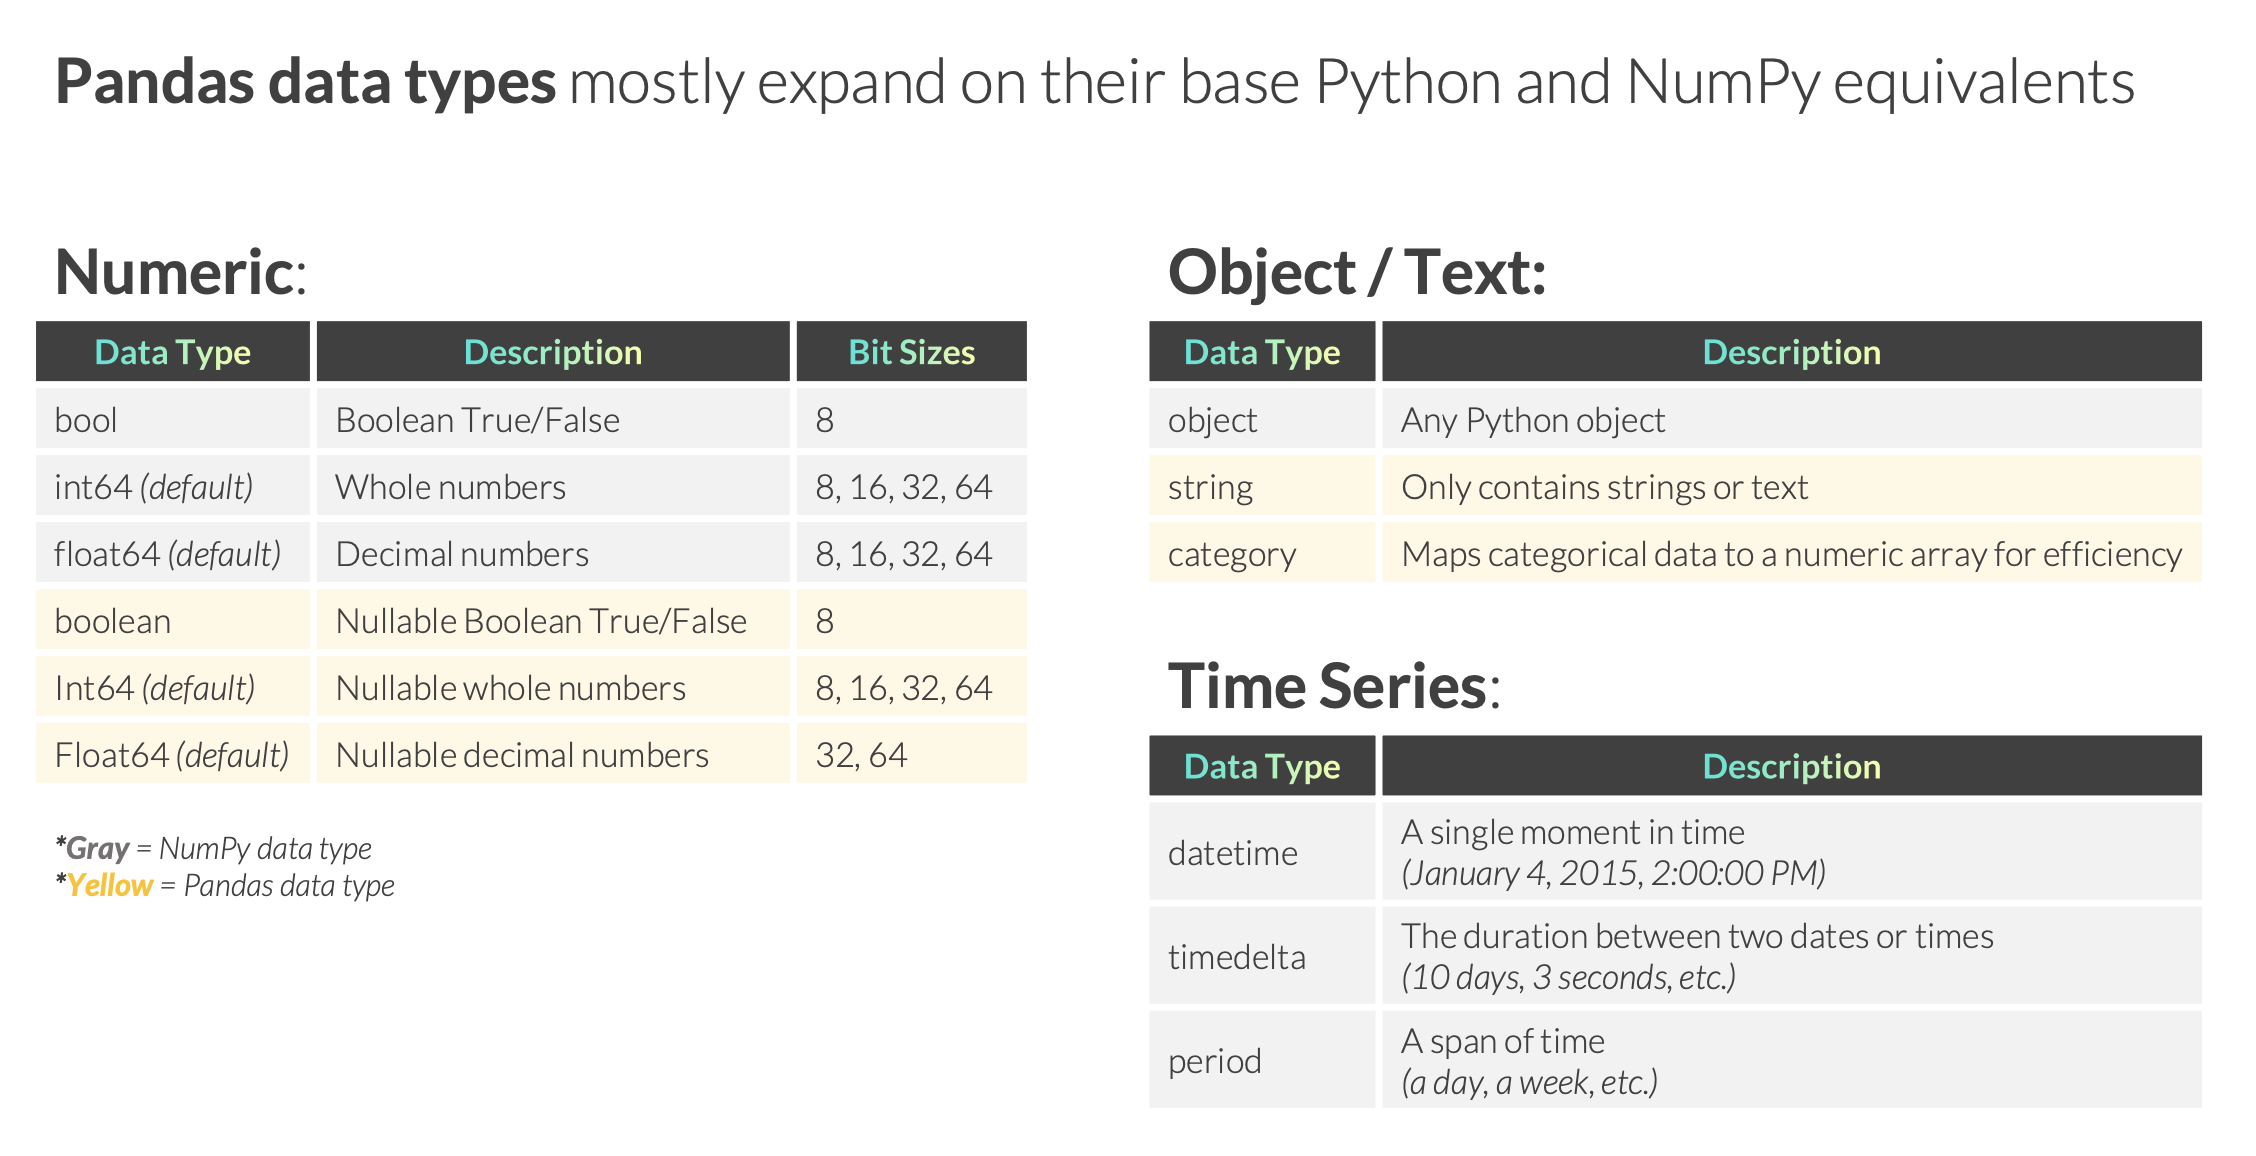 Pandas data types mostly expand on their base Python and NumPy equivalents
Numeric:
Data Type Description Bit Sizes
bool Boolean True/False 8
int64 (default) Whole numbers 8, 16, 32, 64
float64 (default) Decimal numbers 8, 16, 32, 64
boolean Nullable Boolean True/False 8
Int64 (default) Nullable whole numbers 8, 16, 32, 64
Float64 (default) Nullable decimal numbers 32, 64
*Gray = NumPy data type
*Yellow = Pandas data type
Object / Text:
Data Type Description
object Any Python object
string Only contains strings or text
category Maps categorical data to a numeric array for efficiency
Time Series:
Data Type Description
datetime A single moment in time
(January 4, 2015, 2:00:00 PM)
timedelta The duration between two dates or times
(10 days, 3 seconds, etc.)
period A span of time
(a day, a week, etc.)